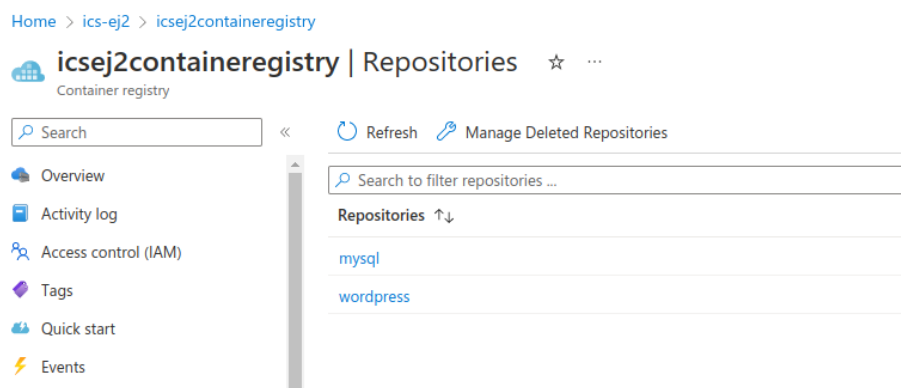 Home > ics-ej2 > icsej2containeregistry
icsej2containeregistry | Repositories ☆ ...
Container registry
Search «
Refresh Manage Deleted Repositories
Overview
Search to filter repositories ...
Activity log
Repositories ↑↓
Access control (IAM)
mysql
Tags
wordpress
Quick start
Events